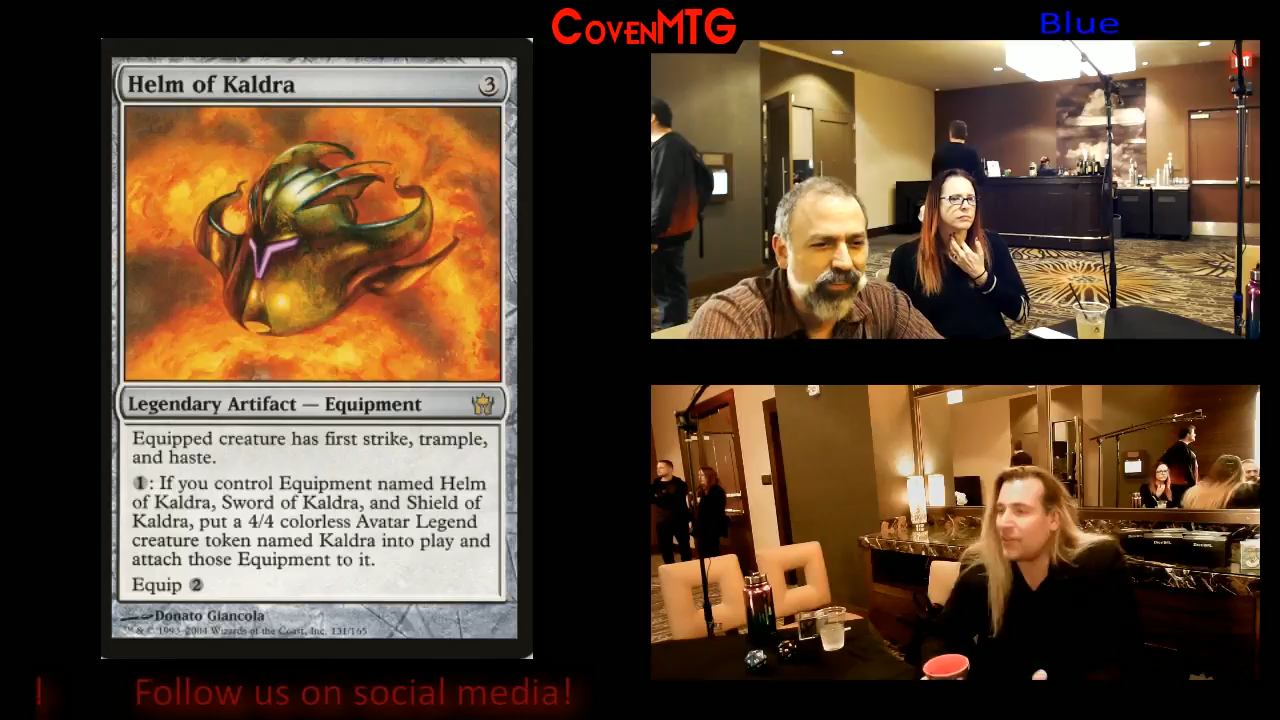 CovenMTG
Blue
Helm of Kaldra
3
Legendary Artifact — Equipment
Equipped creature has first strike, trample,
and haste.
1: If you control Equipment named Helm
of Kaldra, Sword of Kaldra, and Shield of
Kaldra, put a 4/4 colorless Avatar Legend
creature token named Kaldra into play and
attach those Equipment to it.
Equip 2
Donato Giancola
™ & © 1993–2004 Wizards of the Coast, Inc. 131/165
EXIT
! Follow us on social media!